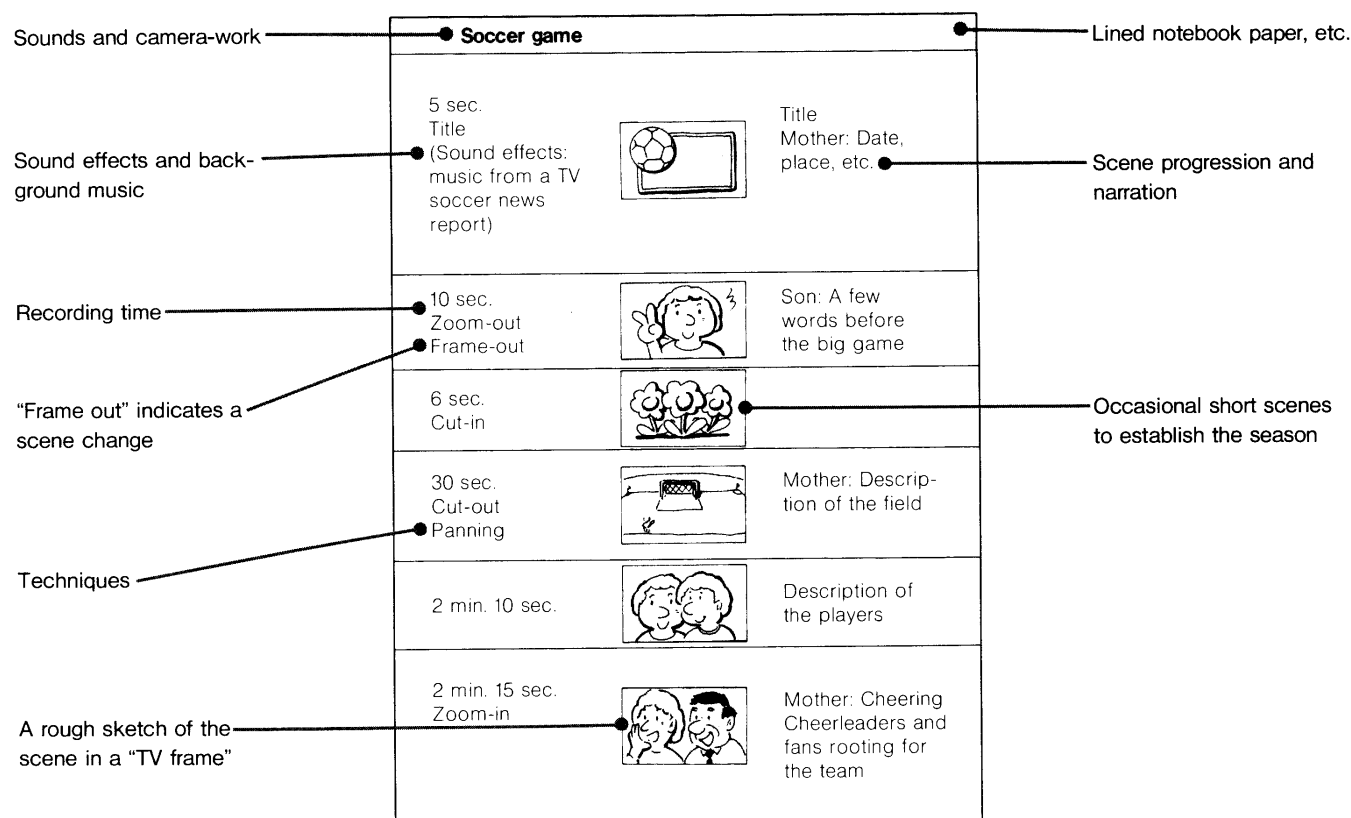 Sounds and camera-work
Soccer game
Lined notebook paper, etc.
5 sec.
Title
(Sound effects:
music from a TV
soccer news
report)
Title
Mother: Date,
place, etc.
Sound effects and back-
ground music
Scene progression and
narration
Recording time
10 sec.
Zoom-out
Frame-out
Son: A few
words before
the big game
"Frame out" indicates a
scene change
6 sec.
Cut-in
Occasional short scenes
to establish the season
30 sec.
Cut-out
Panning
Mother: Descrip-
tion of the field
Techniques
2 min. 10 sec.
Description of
the players
2 min. 15 sec.
Zoom-in
Mother: Cheering
Cheerleaders and
fans rooting for
the team
A rough sketch of the
scene in a "TV frame"